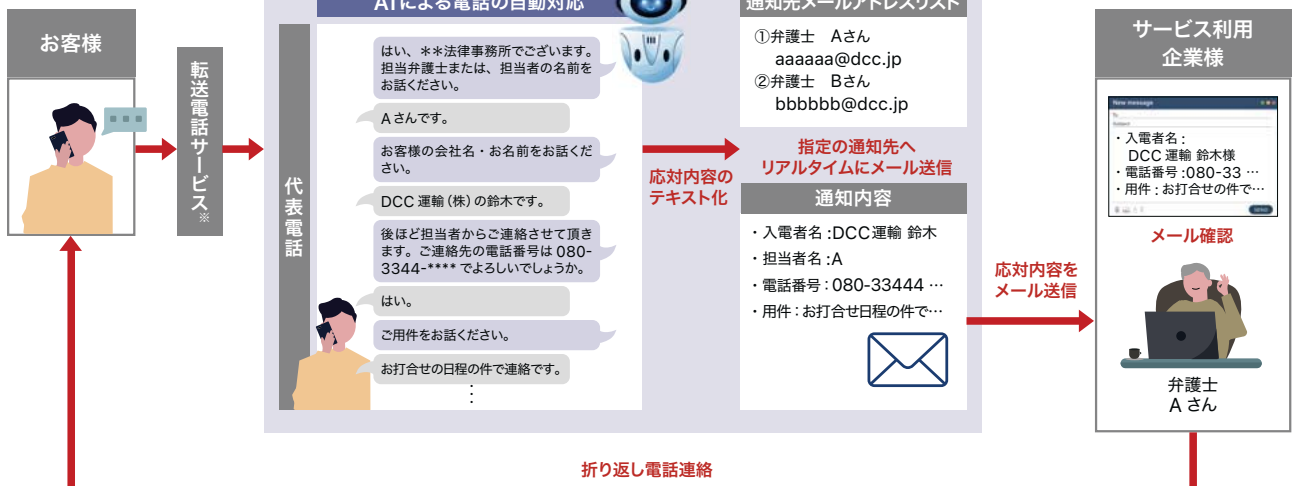 お客様
転送電話サービス※
AIによる電話の自動対応
代表電話
はい、＊＊法律事務所でございます。
担当弁護士または、担当者の名前を
お話ください。
Aさんです。
お客様の会社名・お名前をお話くだ
さい。
DCC 運輸（株）の鈴木です。
後ほど担当者からご連絡させて頂き
ます。ご連絡先の電話番号は 080-
3344-**** でよろしいでしょうか。
はい。
ご用件をお話ください。
お打合せの日程の件で連絡です。
⋮
応対内容の
テキスト化
通知先メールアドレスリスト
①弁護士　Aさん
aaaaaa@dcc.jp
②弁護士　Bさん
bbbbbb@dcc.jp
指定の通知先へ
リアルタイムにメール送信
通知内容
・入電者名：DCC運輸 鈴木
・担当者名：A
・電話番号：080-33444 …
・用件：お打合せ日程の件で…
応対内容を
メール送信
サービス利用
企業様
New message
To
Subject
・入電者名：
DCC 運輸 鈴木様
・電話番号：080-33 …
・用件：お打合せの件で…
SEND
メール確認
弁護士
A さん
折り返し電話連絡